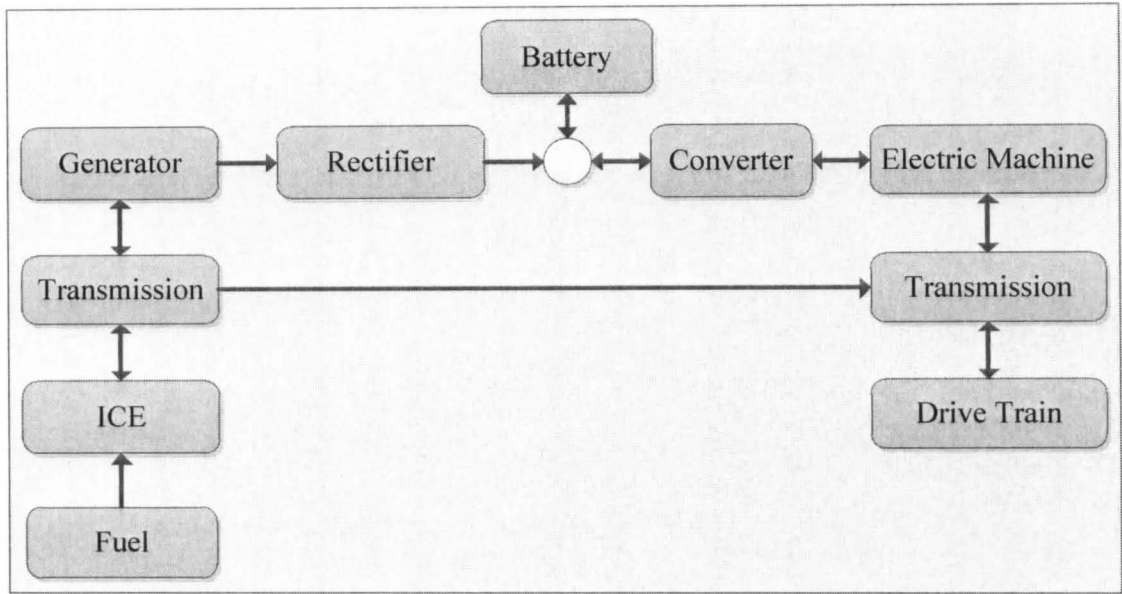 Battery
Generator
Rectifier
Converter
Electric Machine
Transmission
Transmission
ICE
Drive Train
Fuel